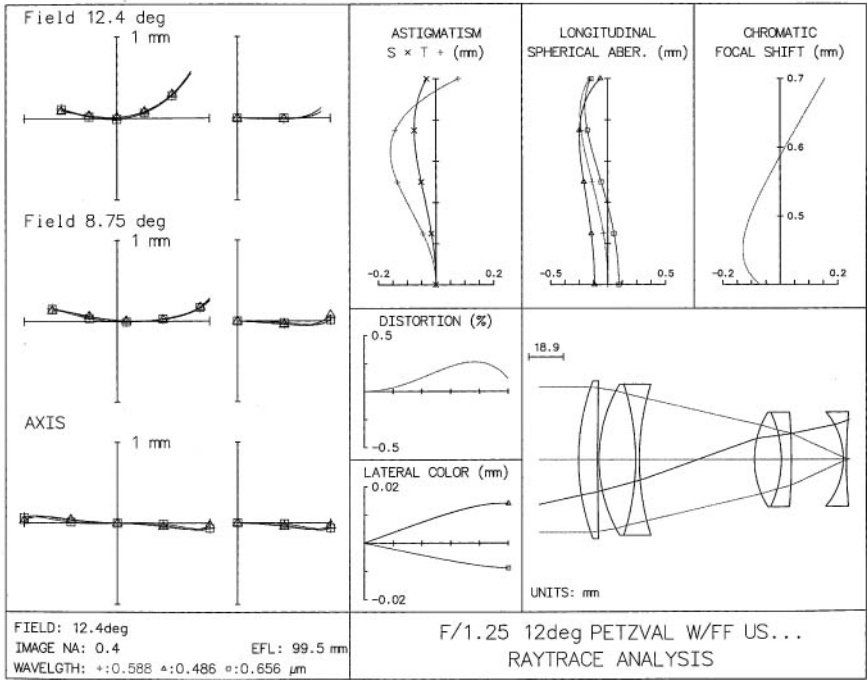 Field 12.4 deg
1 mm
Field 8.75 deg
1 mm
AXIS
1 mm
ASTIGMATISM
S × T + (mm)
-0.2
0.2
LONGITUDINAL
SPHERICAL ABER. (mm)
-0.5
0.5
CHROMATIC
FOCAL SHIFT (mm)
0.7
0.6
0.5
-0.2
0.2
DISTORTION (%)
0.5
-0.5
LATERAL COLOR (mm)
0.02
-0.02
18.9
UNITS: mm
FIELD: 12.4deg
IMAGE NA: 0.4 EFL: 99.5 mm
WAVELGTH: +:0.588 ▵:0.486 ▫:0.656 µm
F/1.25 12deg PETZVAL W/FF US...
RAYTRACE ANALYSIS